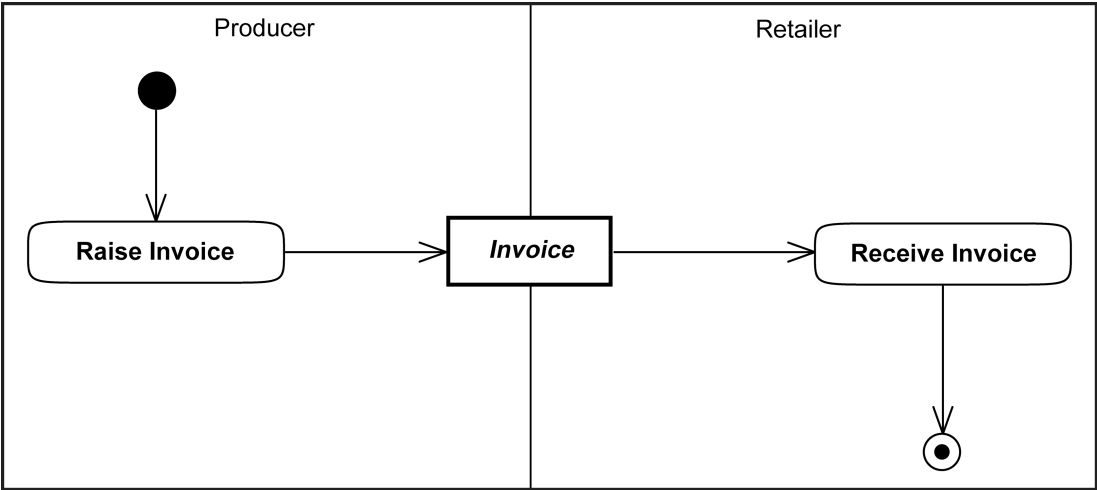 Producer
Retailer
Raise Invoice
Invoice
Receive Invoice